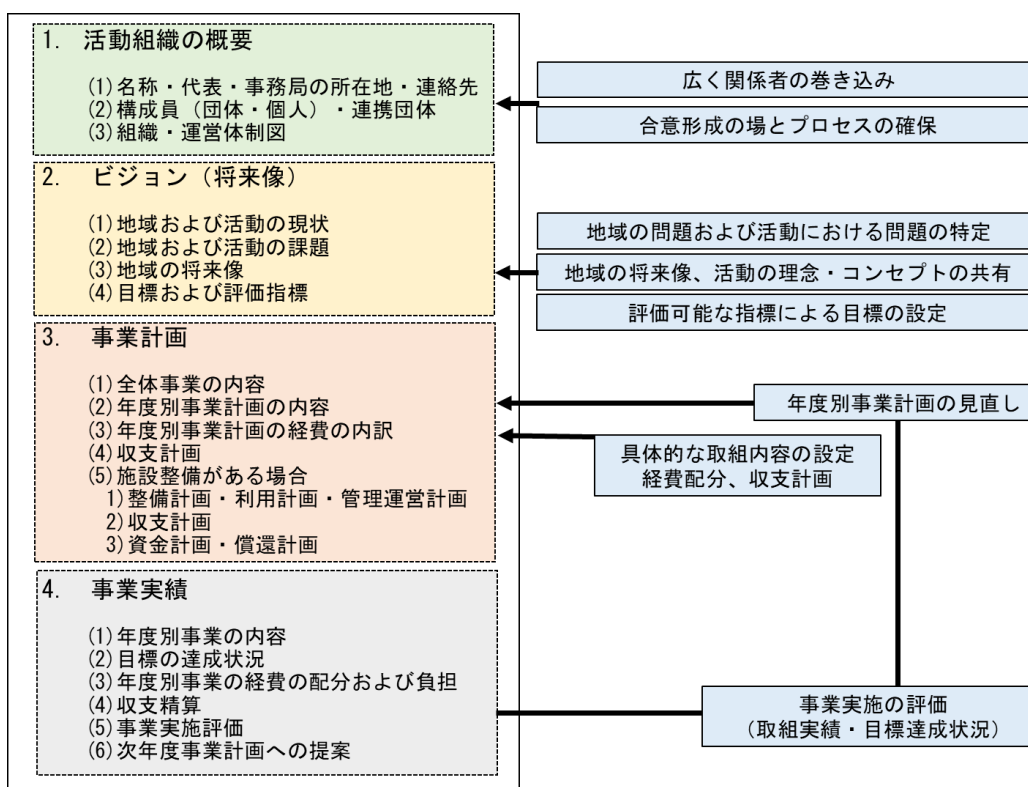 1. 活動組織の概要
(1)名称・代表・事務局の所在地・連絡先
(2)構成員（団体・個人）・連携団体
(3)組織・運営体制図
広く関係者の巻き込み
合意形成の場とプロセスの確保
2. ビジョン（将来像）
(1)地域および活動の現状
(2)地域および活動の課題
(3)地域の将来像
(4)目標および評価指標
地域の問題および活動における問題の特定
地域の将来像、活動の理念・コンセプトの共有
評価可能な指標による目標の設定
3. 事業計画
(1)全体事業の内容
(2)年度別事業計画の内容
(3)年度別事業計画の経費の内訳
(4)収支計画
(5)施設整備がある場合
1)整備計画・利用計画・管理運営計画
2)収支計画
3)資金計画・償還計画
年度別事業計画の見直し
具体的な取組内容の設定
経費配分、収支計画
4. 事業実績
(1)年度別事業の内容
(2)目標の達成状況
(3)年度別事業の経費の配分および負担
(4)収支精算
(5)事業実施評価
(6)次年度事業計画への提案
事業実施の評価
（取組実績・目標達成状況）